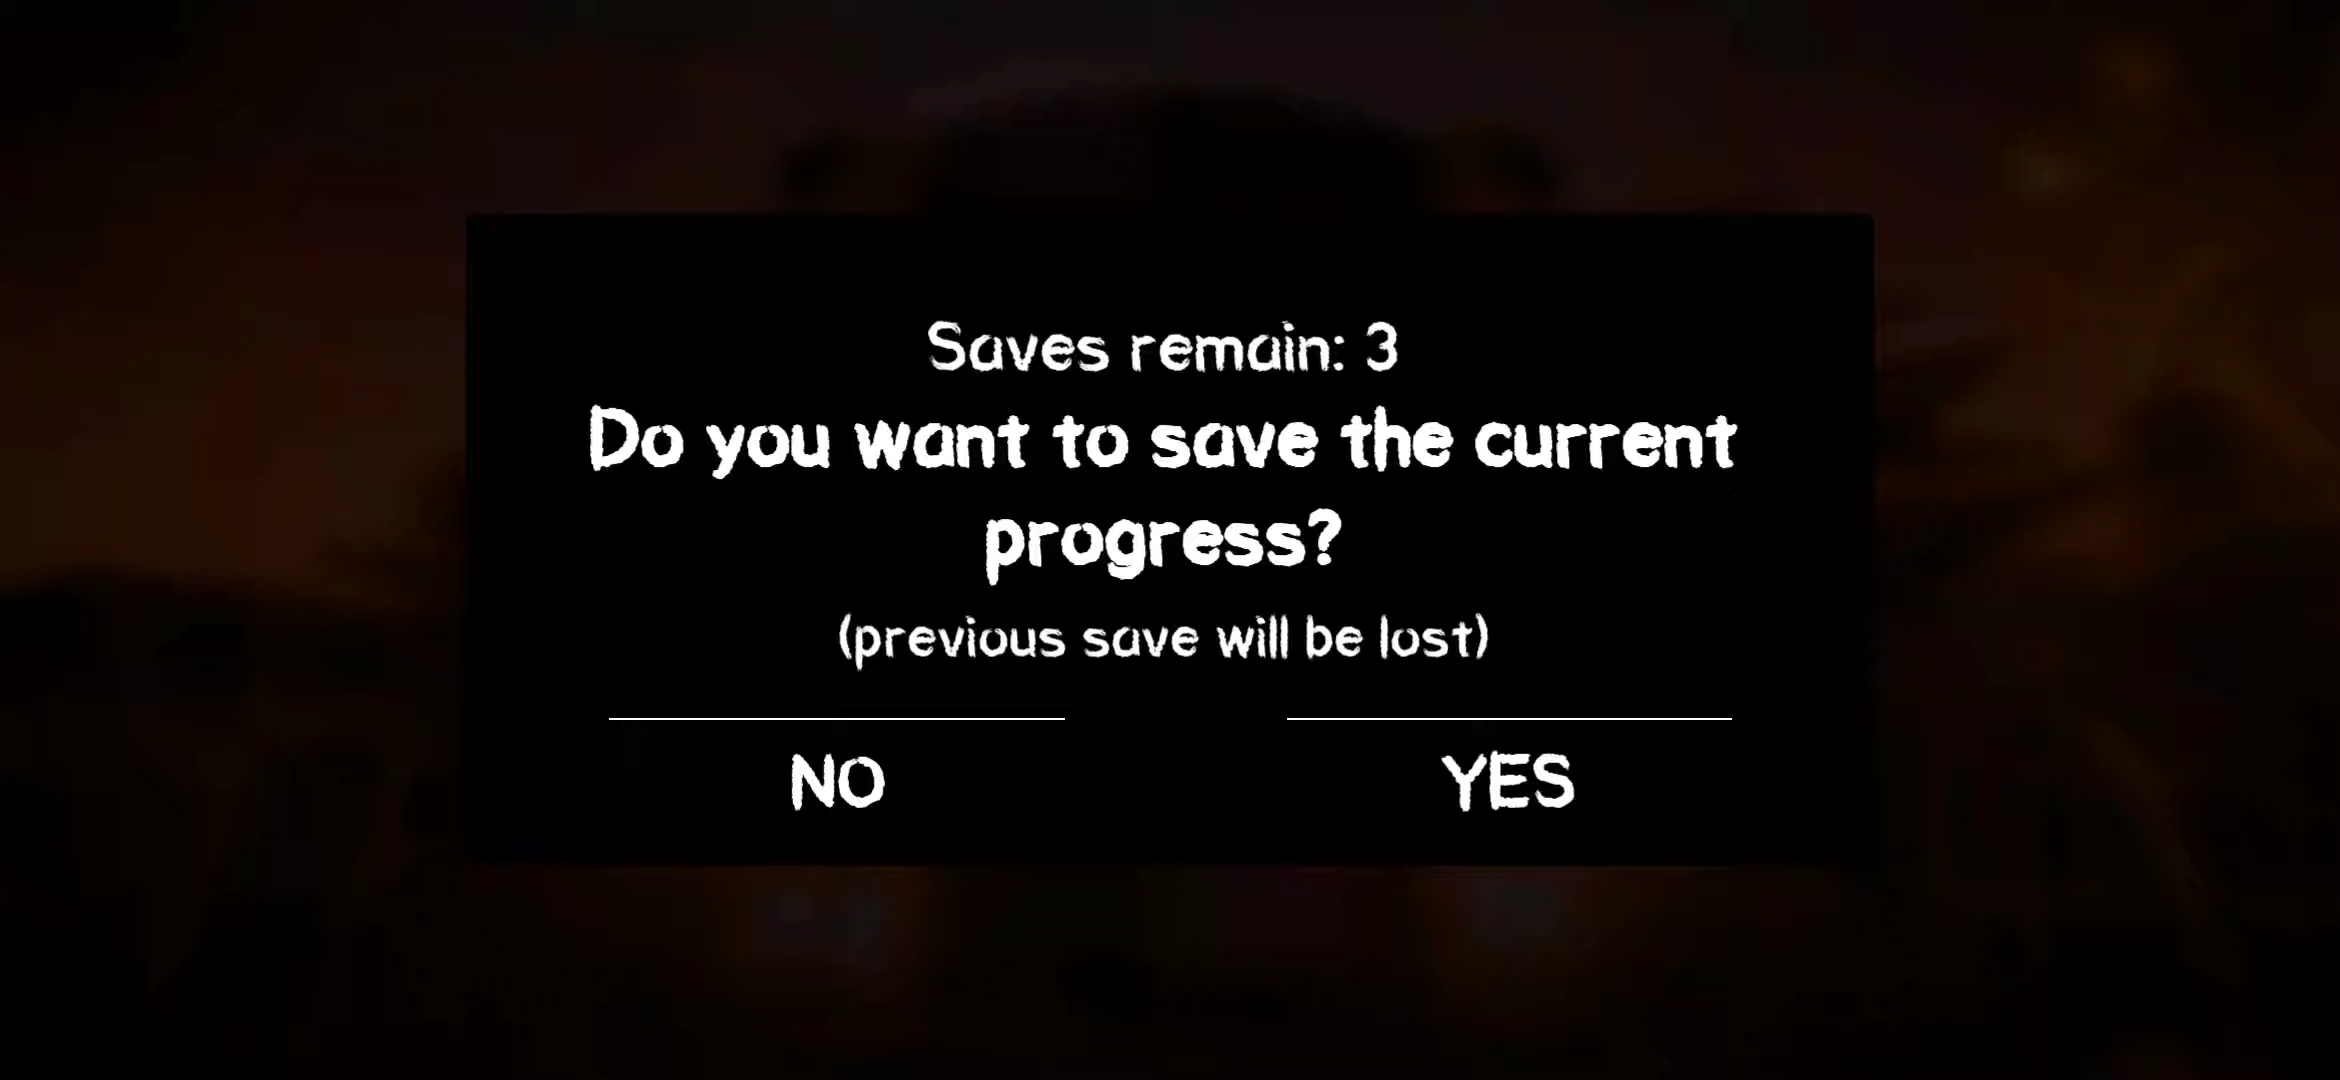 Saves remain: 3
Do you want to save the current
progress?
(previous save will be lost)
NO YES